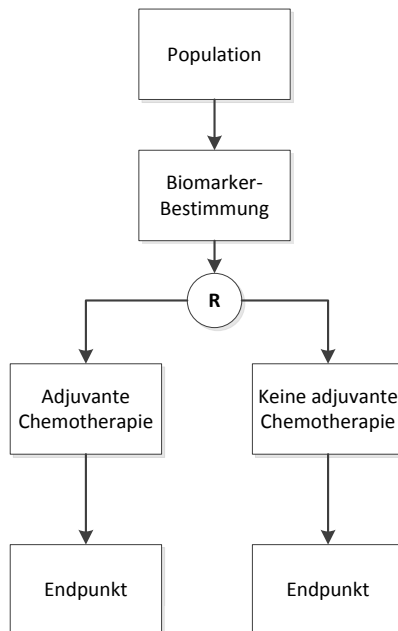 Population
Biomarker-
Bestimmung
R
Adjuvante
Chemotherapie
Keine adjuvante
Chemotherapie
Endpunkt
Endpunkt